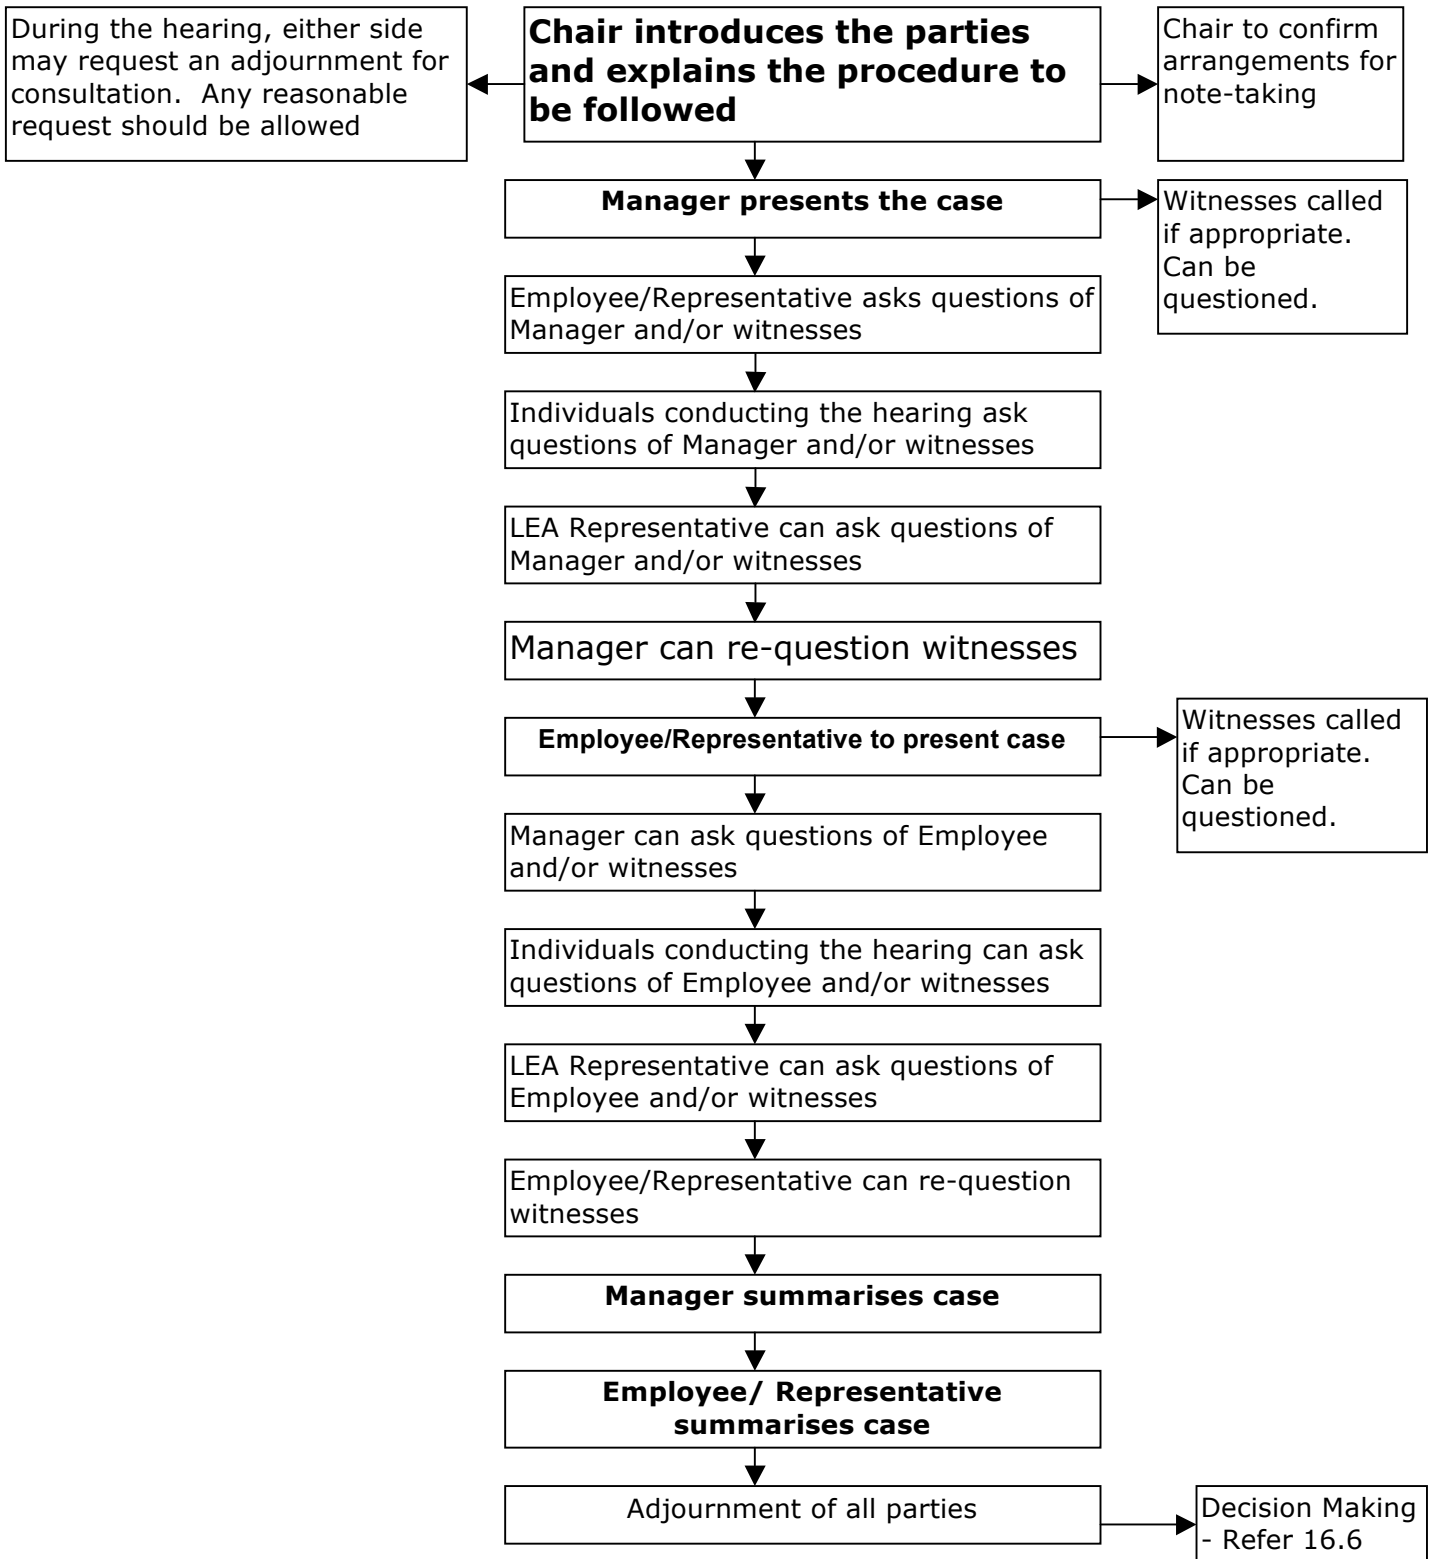 During the hearing, either side
may request an adjournment for
consultation.  Any reasonable
request should be allowed
Chair introduces the parties
and explains the procedure to
be followed
Chair to confirm
arrangements for
note-taking
Manager presents the case
Witnesses called
if appropriate.
Can be
questioned.
Employee/Representative asks questions of
Manager and/or witnesses
Individuals conducting the hearing ask
questions of Manager and/or witnesses
LEA Representative can ask questions of
Manager and/or witnesses
Manager can re-question witnesses
Employee/Representative to present case
Witnesses called
if appropriate.
Can be
questioned.
Manager can ask questions of Employee
and/or witnesses
Individuals conducting the hearing can ask
questions of Employee and/or witnesses
LEA Representative can ask questions of
Employee and/or witnesses
Employee/Representative can re-question
witnesses
Manager summarises case
Employee/ Representative
summarises case
Adjournment of all parties
Decision Making
- Refer 16.6